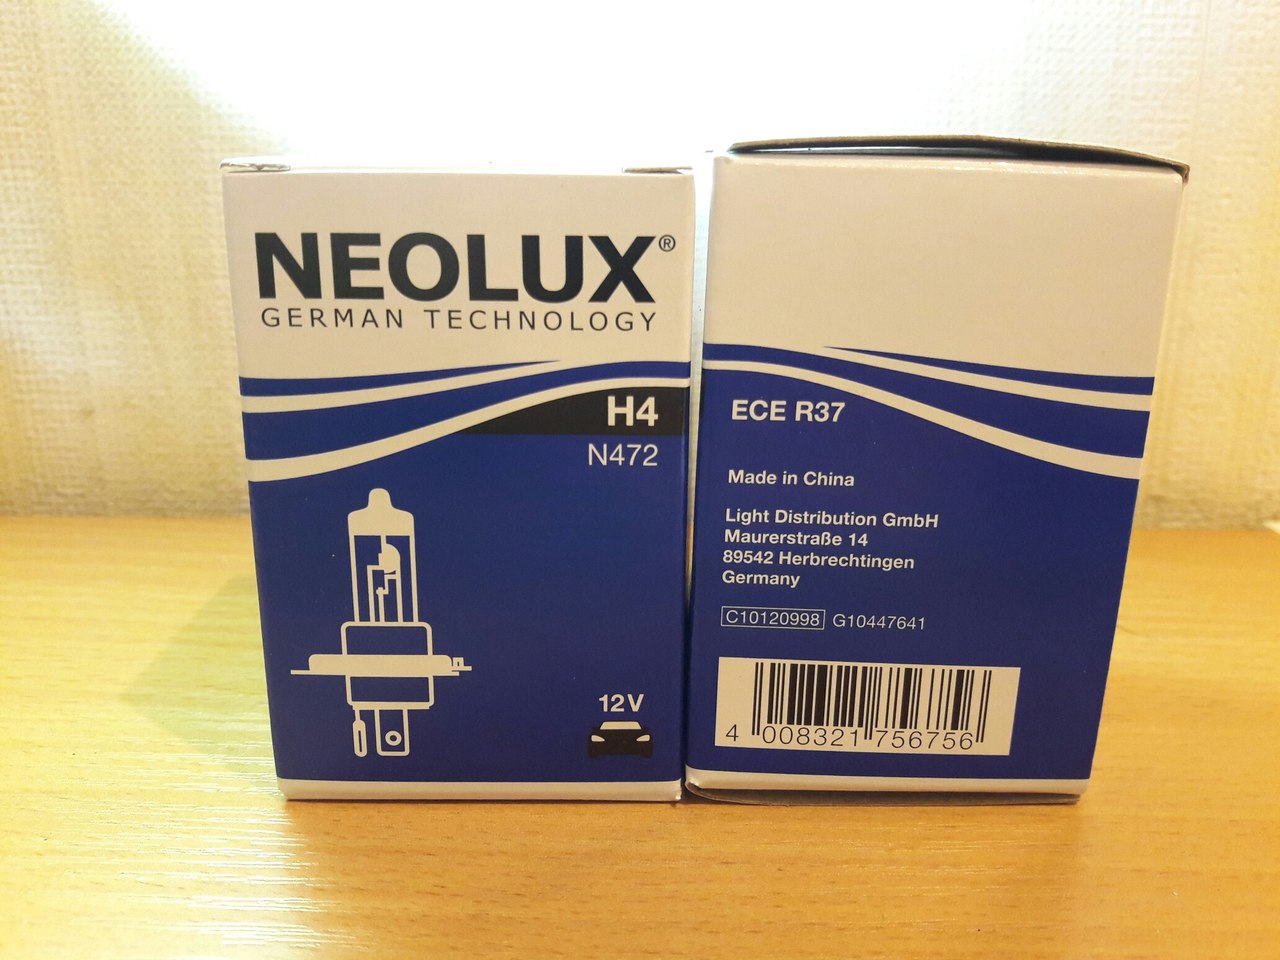 NEOLUX®
GERMAN TECHNOLOGY
H4
N472
12V
ECE R37
Made in China
Light Distribution GmbH
Maurerstraße 14
89542 Herbrechtingen
Germany
C10120998 G10447641
4 008321 756756